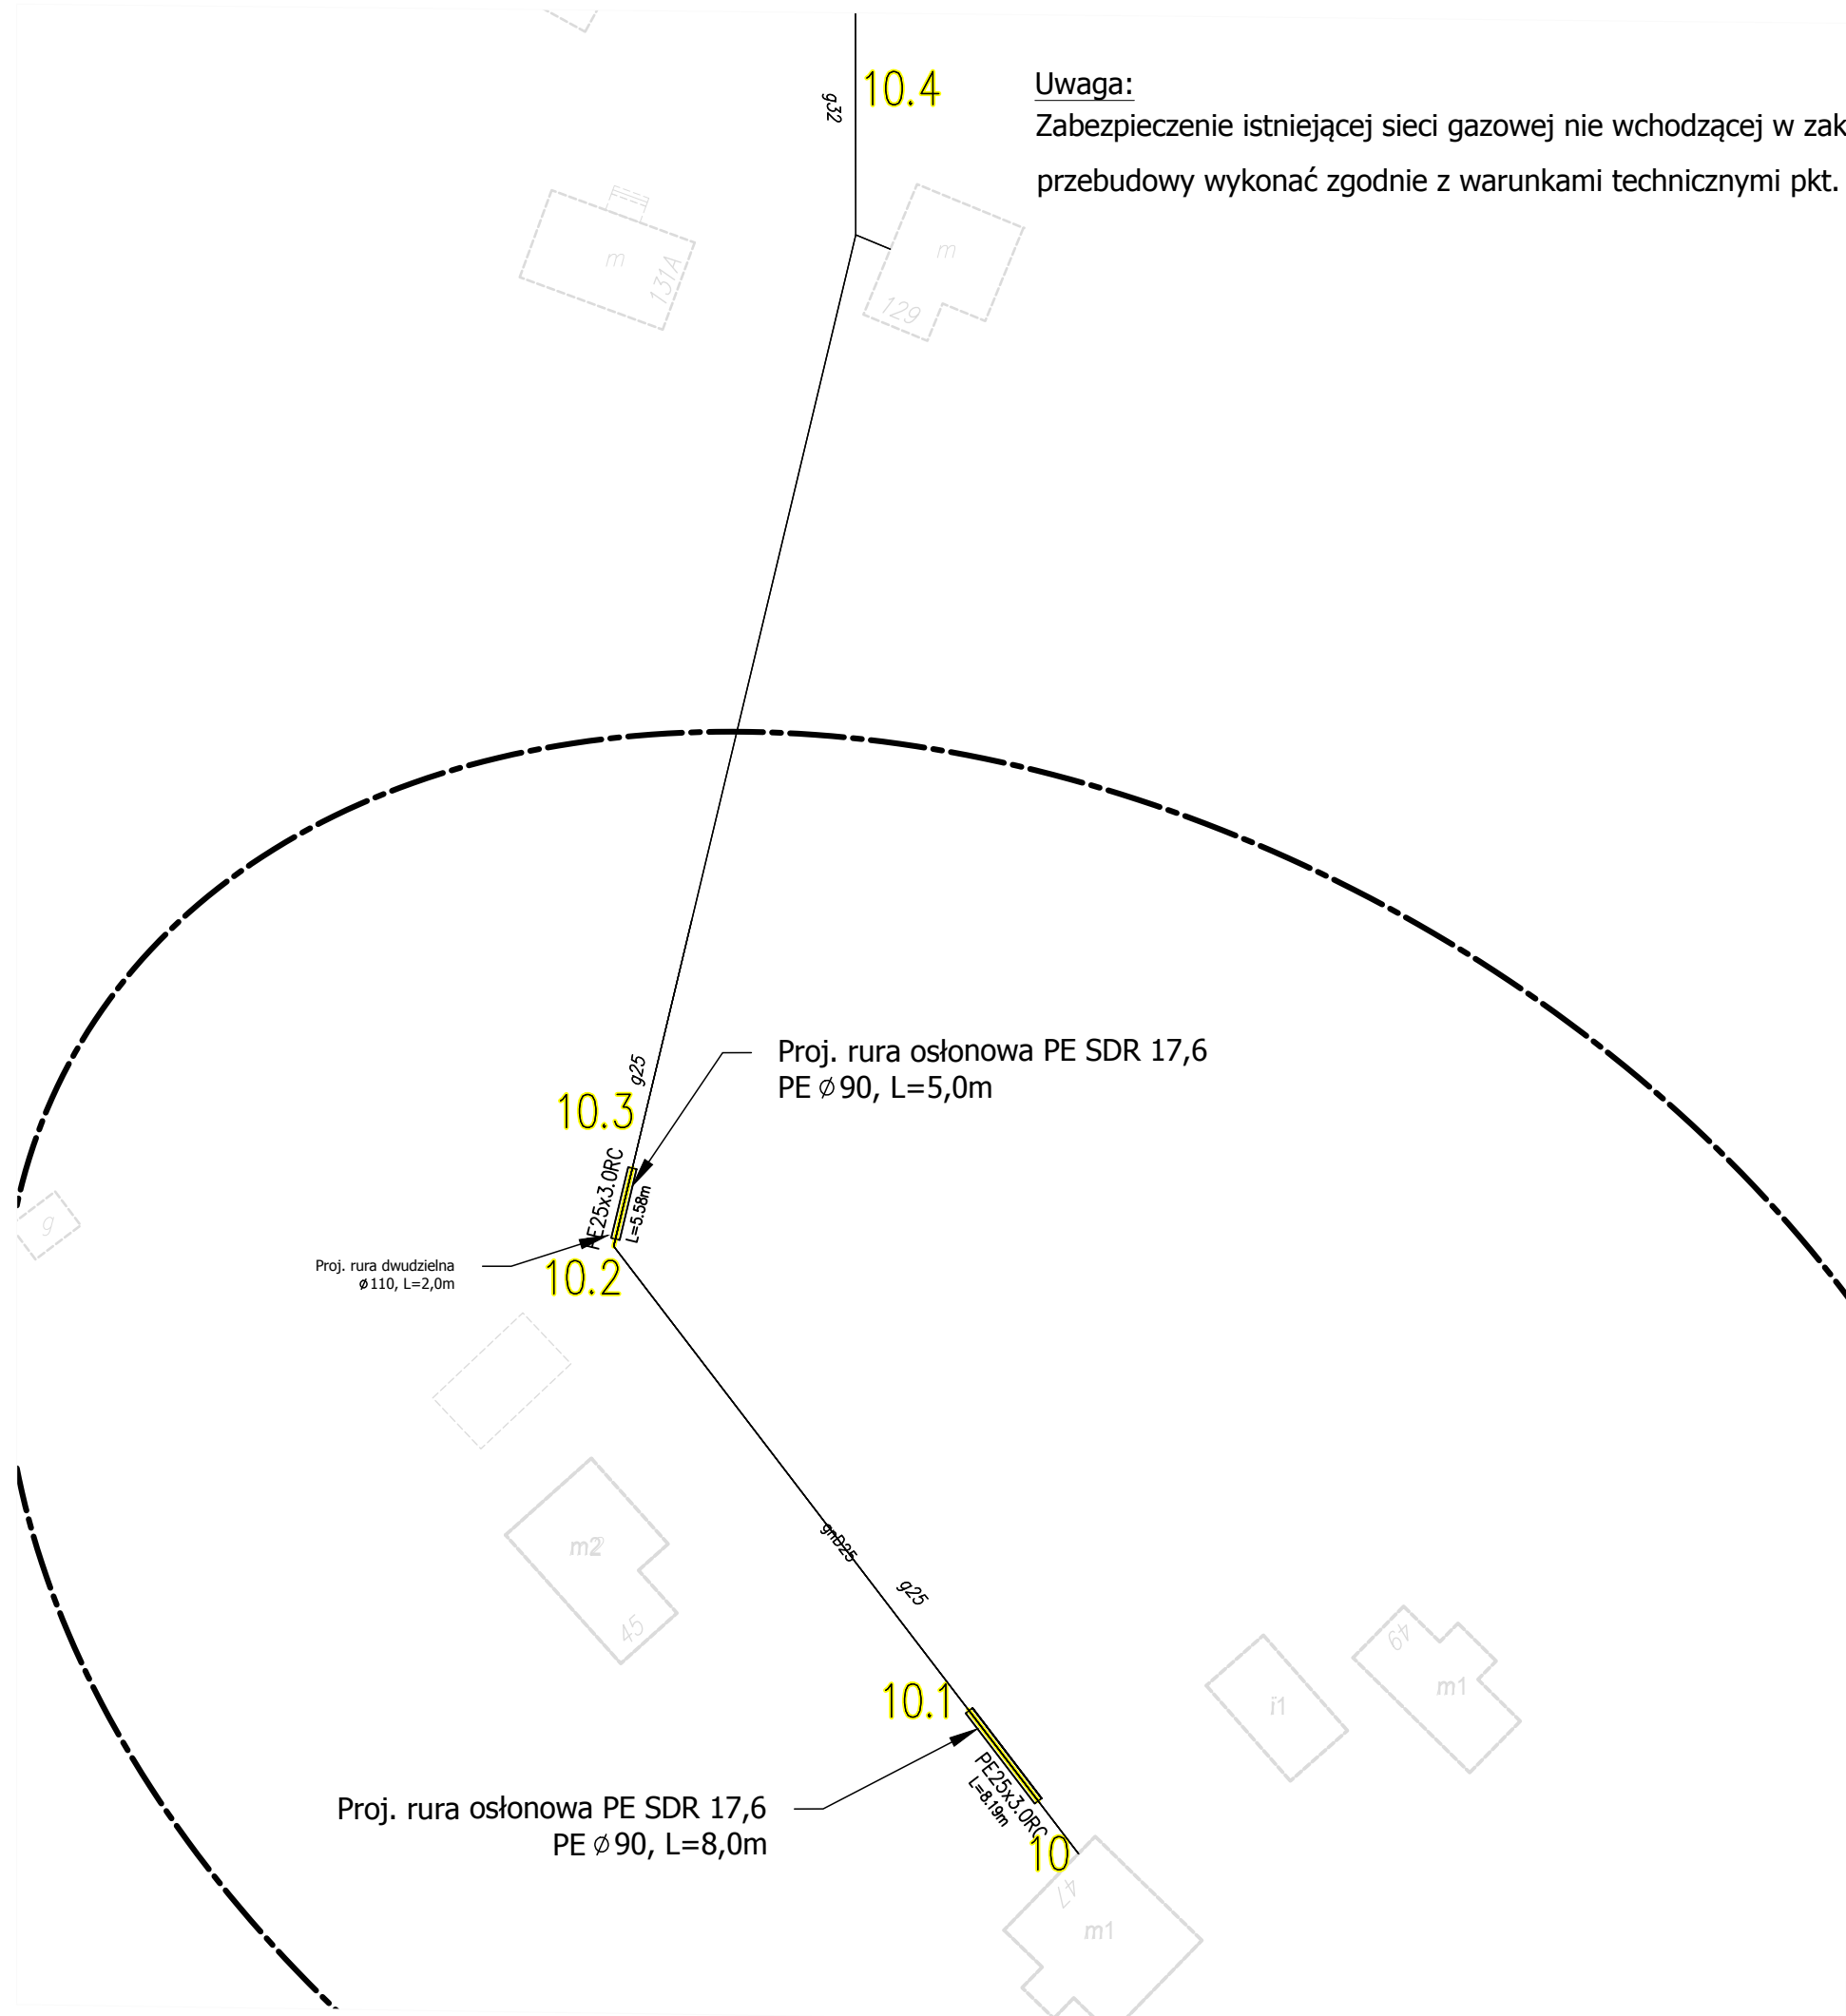 10.4
g32
Uwaga:
Zabezpieczenie istniejącej sieci gazowej nie wchodzącej w zak
przebudowy wykonać zgodnie z warunkami technicznymi pkt.
m
131A
m
129
Proj. rura osłonowa PE SDR 17,6
PE ⌀90, L=5,0m
g25
10.3
PE25x3.0RC
L=5.58m
g
Proj. rura dwudzielna
⌀110, L=2,0m
10.2
m2
45
gnD25
g25
49
m1
i1
10.1
PE25x3.0RC
L=8.19m
Proj. rura osłonowa PE SDR 17,6
PE ⌀90, L=8,0m
10
47
m1